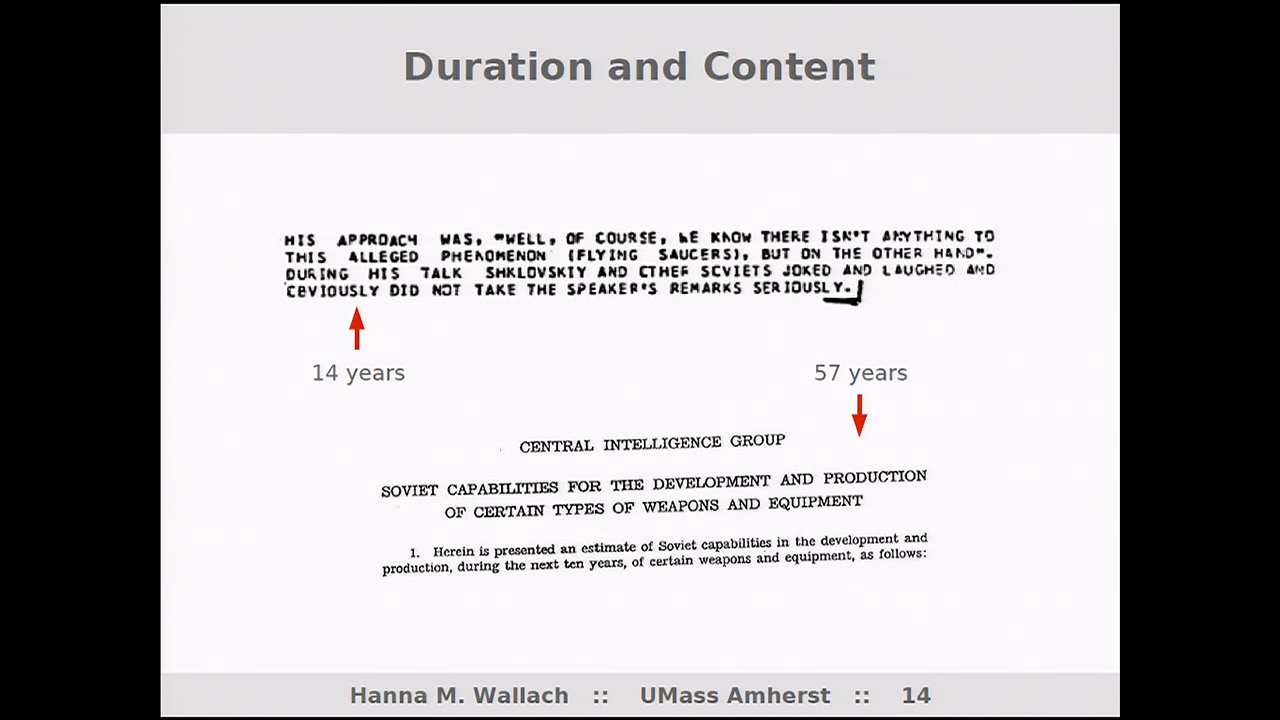 Duration and Content
HIS APPROACH WAS, "WELL, OF COURSE, WE KNOW THERE ISN'T ANYTHING TO
THIS ALLEGED PHENOMENON (FLYING SAUCERS), BUT ON THE OTHER HAND".
DURING HIS TALK SHKLOVSKIY AND OTHER SOVIETS JOKED AND LAUGHED AND
OBVIOUSLY DID NOT TAKE THE SPEAKER'S REMARKS SERIOUSLY.
14 years
57 years
CENTRAL INTELLIGENCE GROUP
SOVIET CAPABILITIES FOR THE DEVELOPMENT AND PRODUCTION
OF CERTAIN TYPES OF WEAPONS AND EQUIPMENT
1. Herein is presented an estimate of Soviet capabilities in the development and
production, during the next ten years, of certain weapons and equipment, as follows:
Hanna M. Wallach :: UMass Amherst :: 14